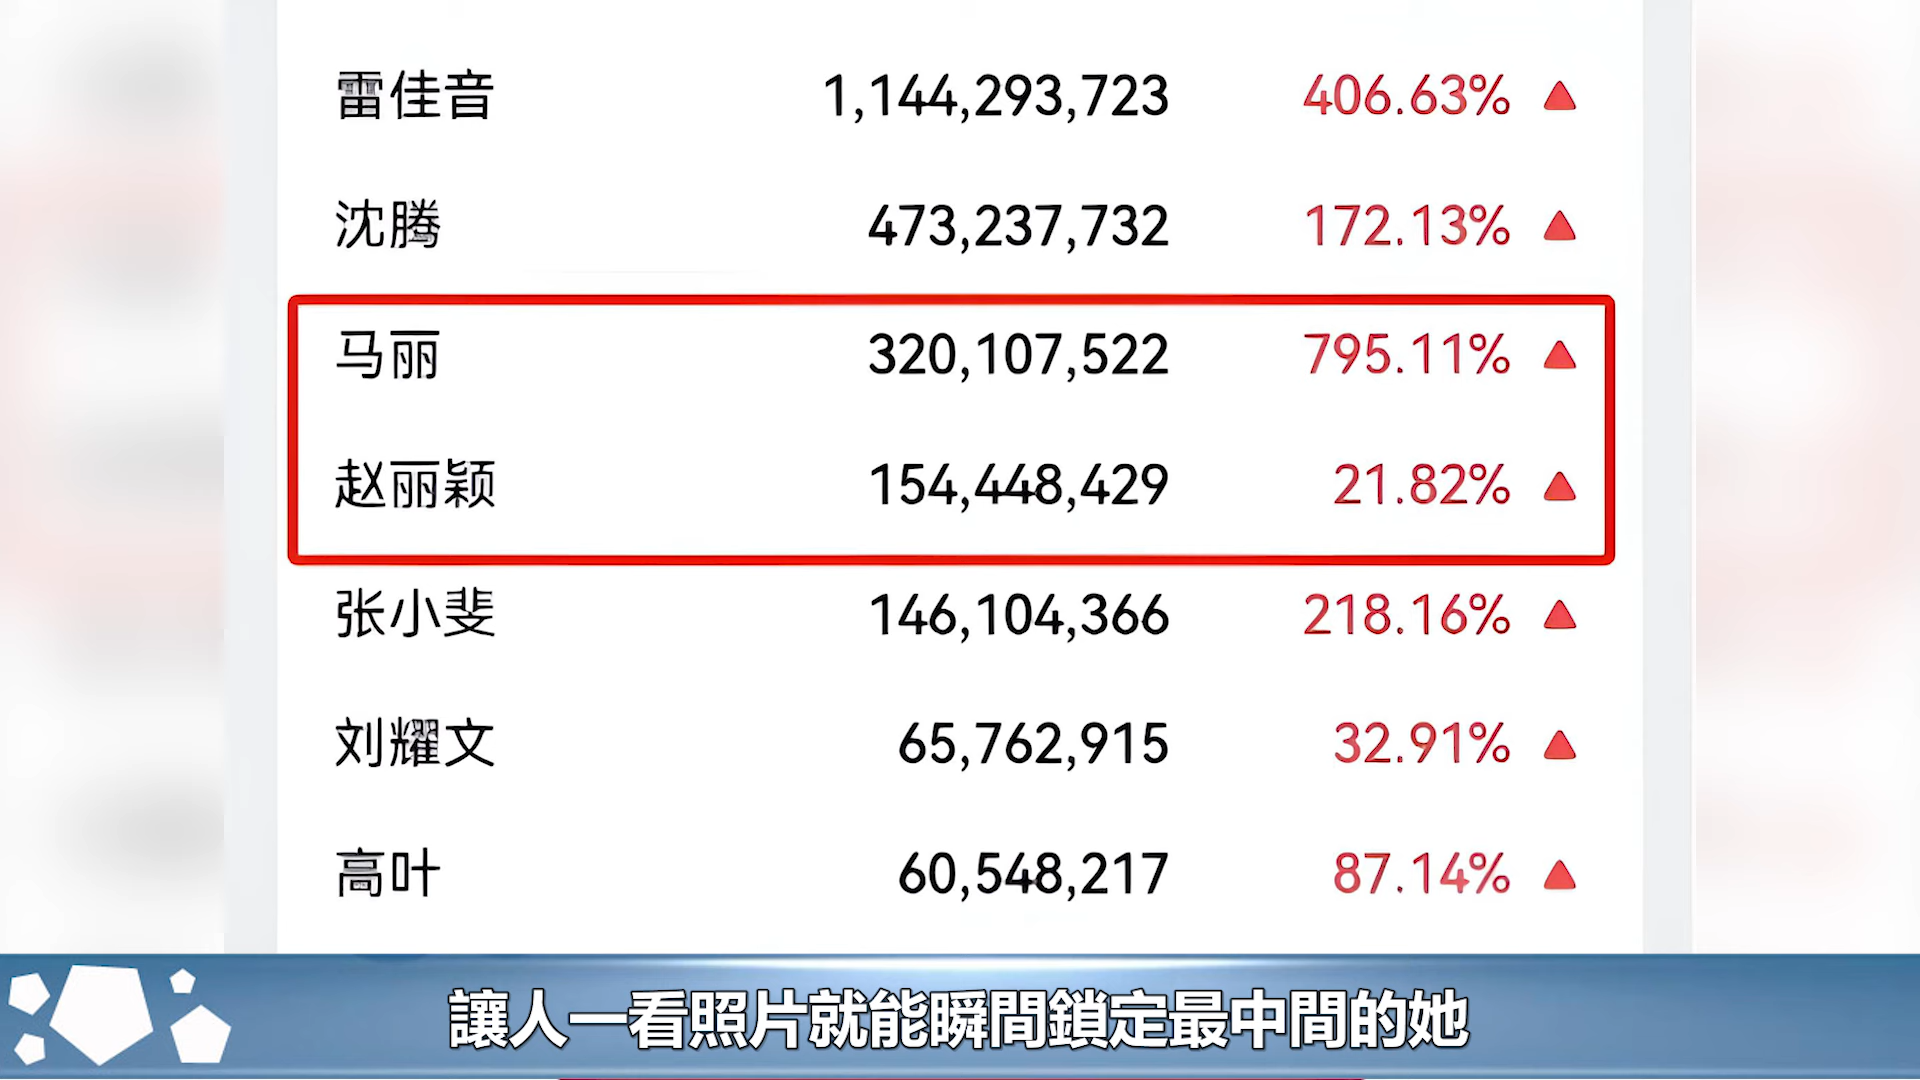 雷佳音 1,144,293,723 406.63% ▲
沈腾 473,237,732 172.13% ▲
马丽 320,107,522 795.11% ▲
赵丽颖 154,448,429 21.82% ▲
张小斐 146,104,366 218.16% ▲
刘耀文 65,762,915 32.91% ▲
高叶 60,548,217 87.14% ▲
讓人一看照片就能瞬間鎖定最中間的她